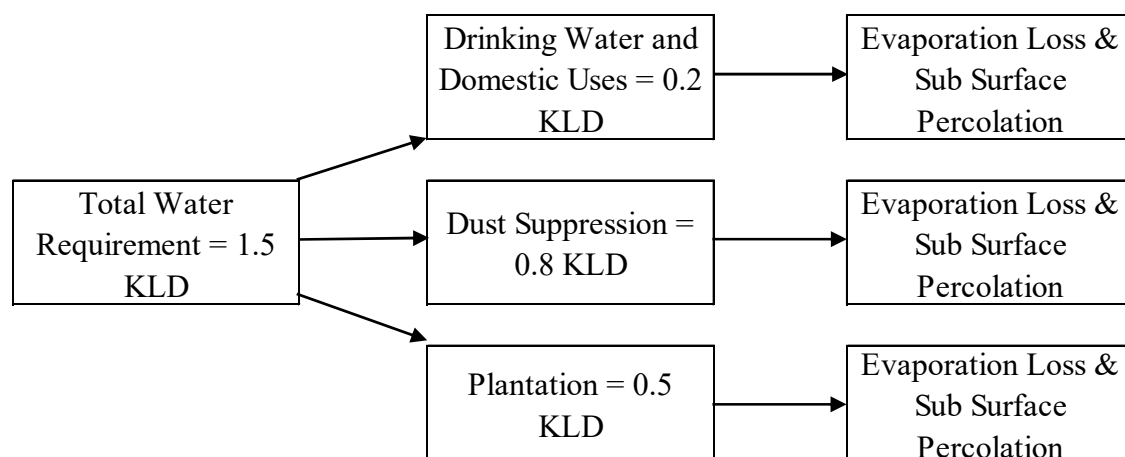 Drinking Water and
Domestic Uses = 0.2
KLD
Evaporation Loss &
Sub Surface
Percolation
Total Water
Requirement = 1.5
KLD
Dust Suppression =
0.8 KLD
Evaporation Loss &
Sub Surface
Percolation
Plantation = 0.5
KLD
Evaporation Loss &
Sub Surface
Percolation